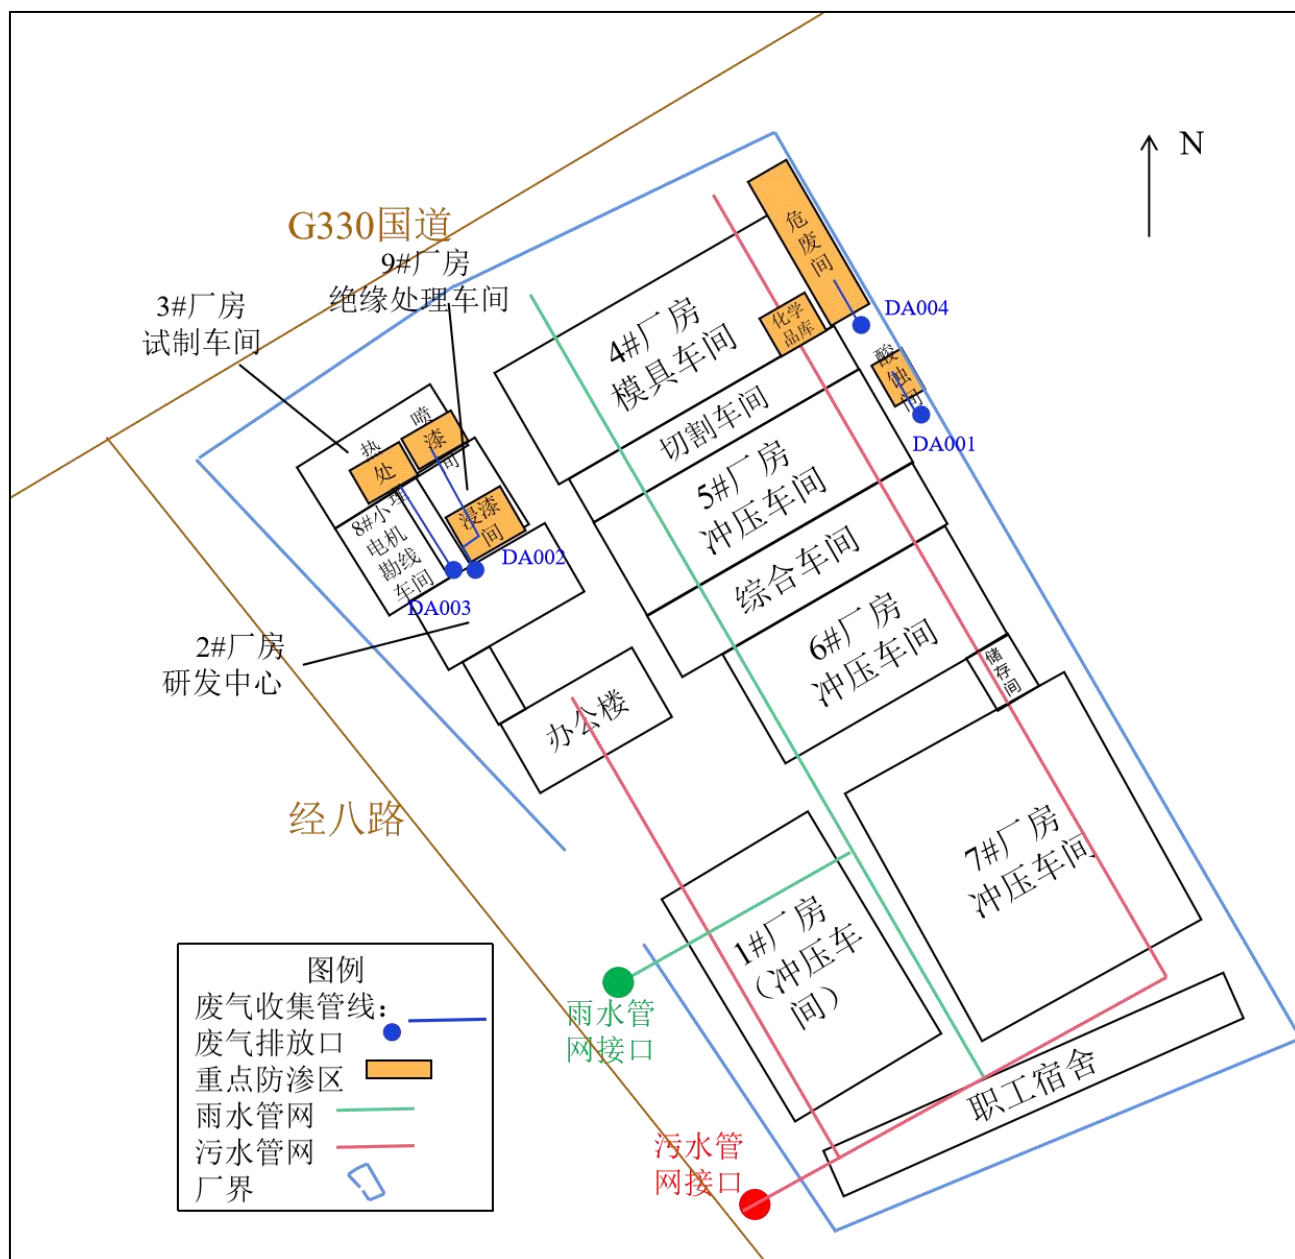 N
G330国道
9#厂房
绝缘处理车间
3#厂房
试制车间
危
废
间
DA004
化学
品库
4#厂房
模具车间
酸
蚀
间
DA001
切割车间
喷
漆
间
热
处
理
5#厂房
冲压车间
浸漆
间
8#小
电机
勘线
车间
DA002
DA003
综合车间
2#厂房
研发中心
6#厂房
冲压车间
储
存
间
办公楼
经八路
7#厂房
冲压车间
1#厂房
（冲压车
间）
雨水管
网接口
职工宿舍
污水管
网接口
图例
废气收集管线：
废气排放口
重点防渗区
雨水管网
污水管网
厂界